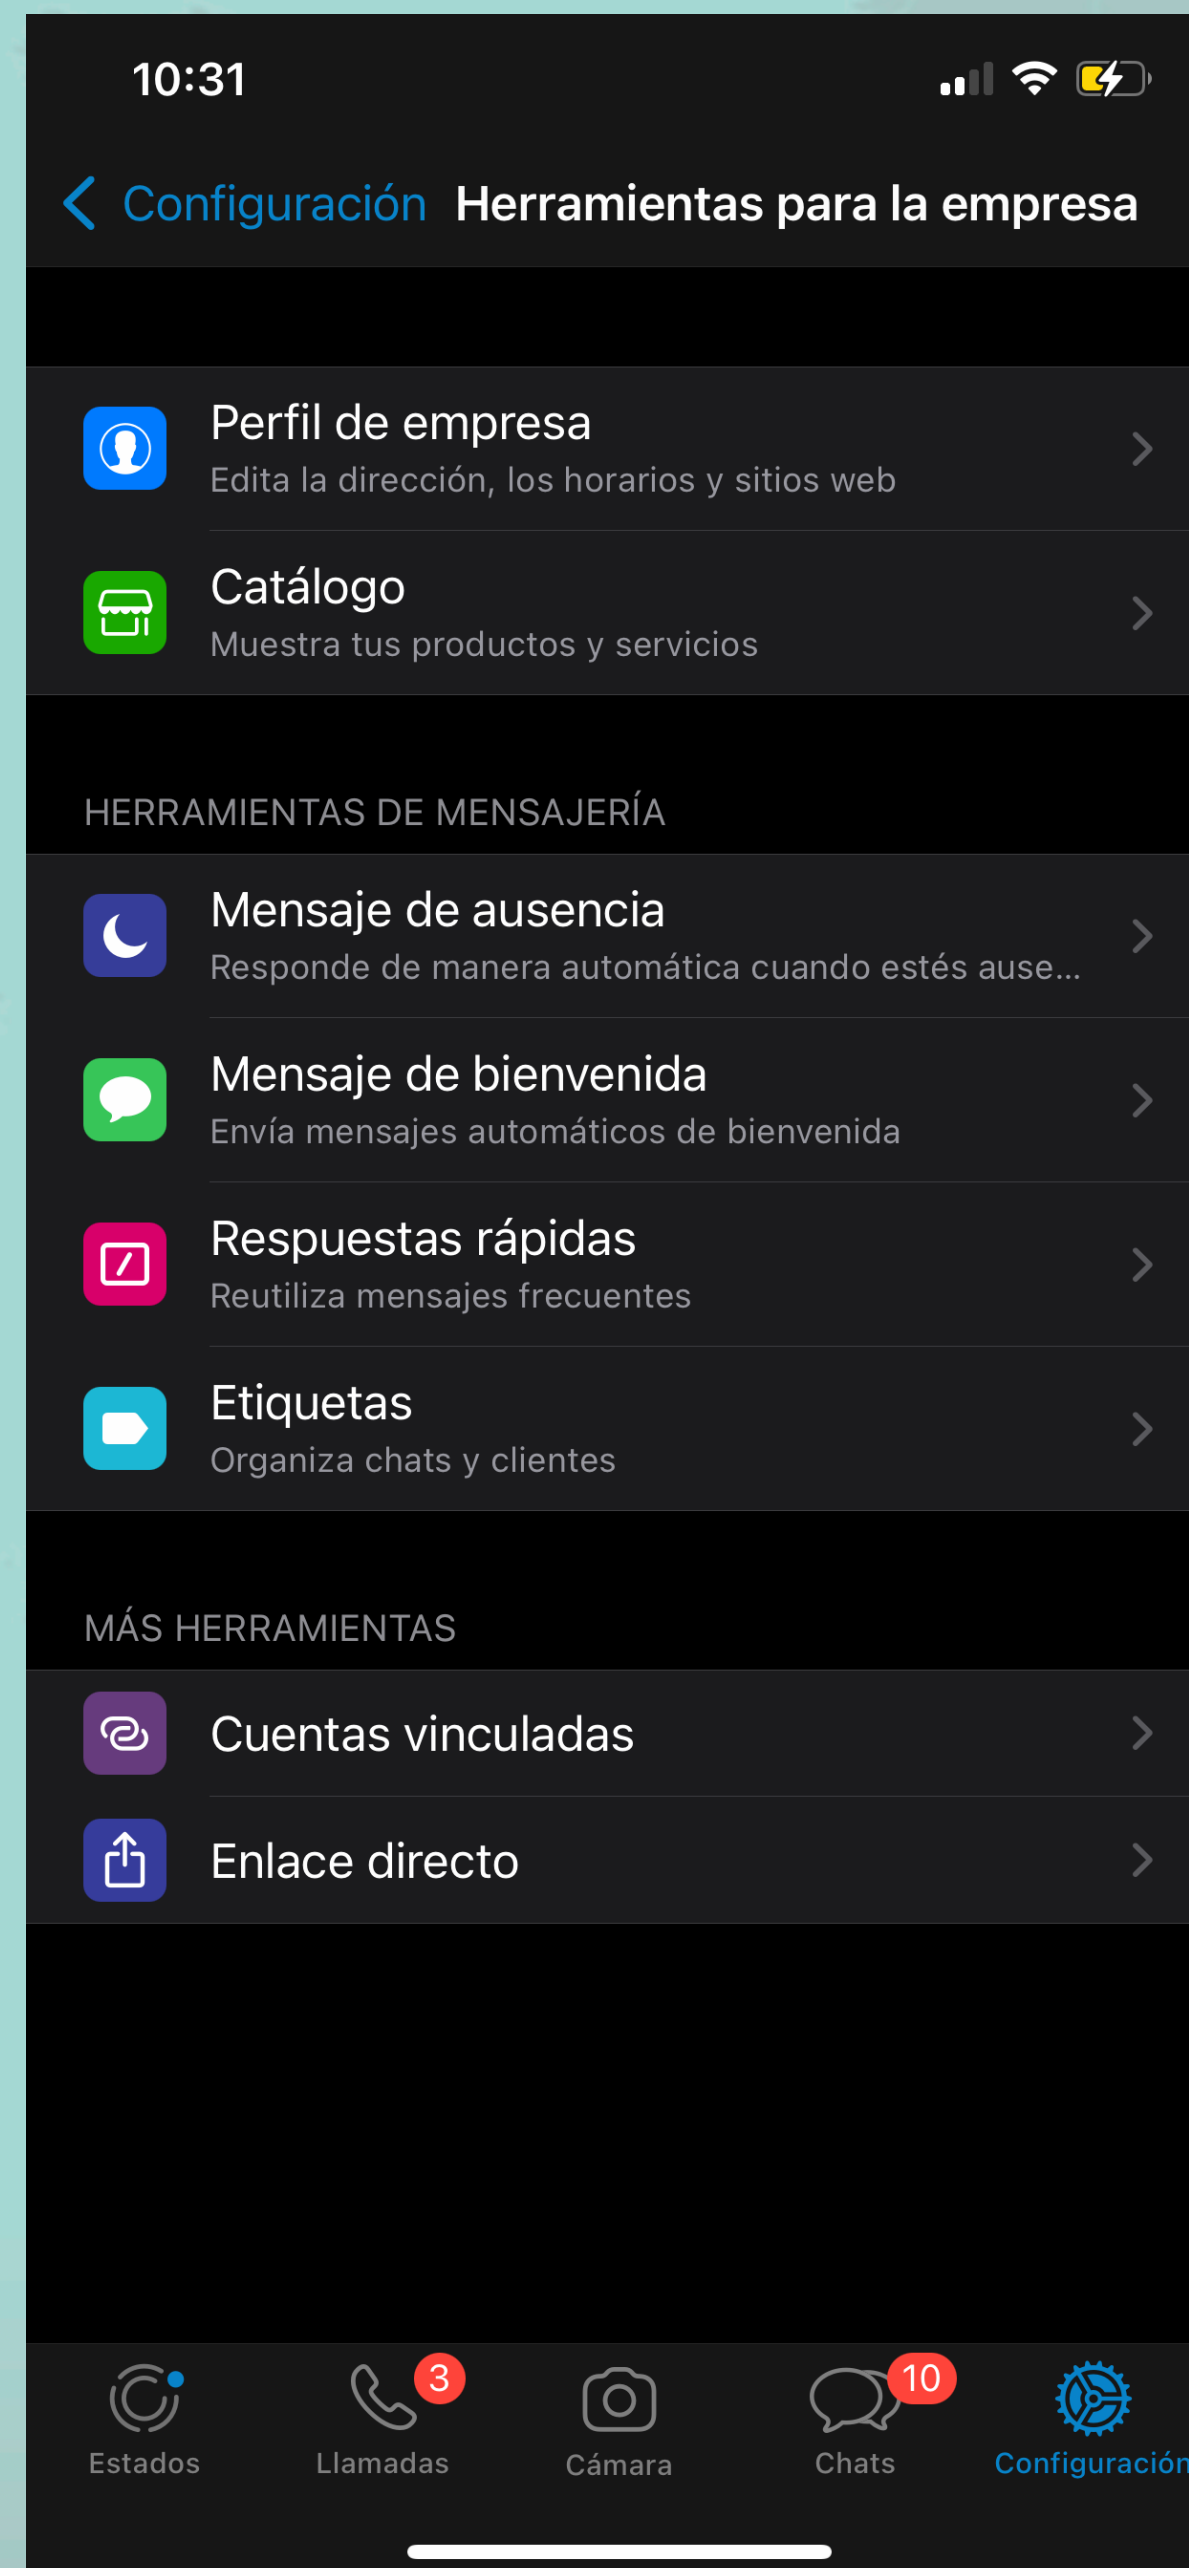 10:31
Configuración Herramientas para la empresa
Perfil de empresa
Edita la dirección, los horarios y sitios web
Catálogo
Muestra tus productos y servicios
HERRAMIENTAS DE MENSAJERÍA
Mensaje de ausencia
Responde de manera automática cuando estés ause...
Mensaje de bienvenida
Envía mensajes automáticos de bienvenida
Respuestas rápidas
Reutiliza mensajes frecuentes
Etiquetas
Organiza chats y clientes
MÁS HERRAMIENTAS
Cuentas vinculadas
Enlace directo
3 10
Estados Llamadas Cámara Chats Configuración